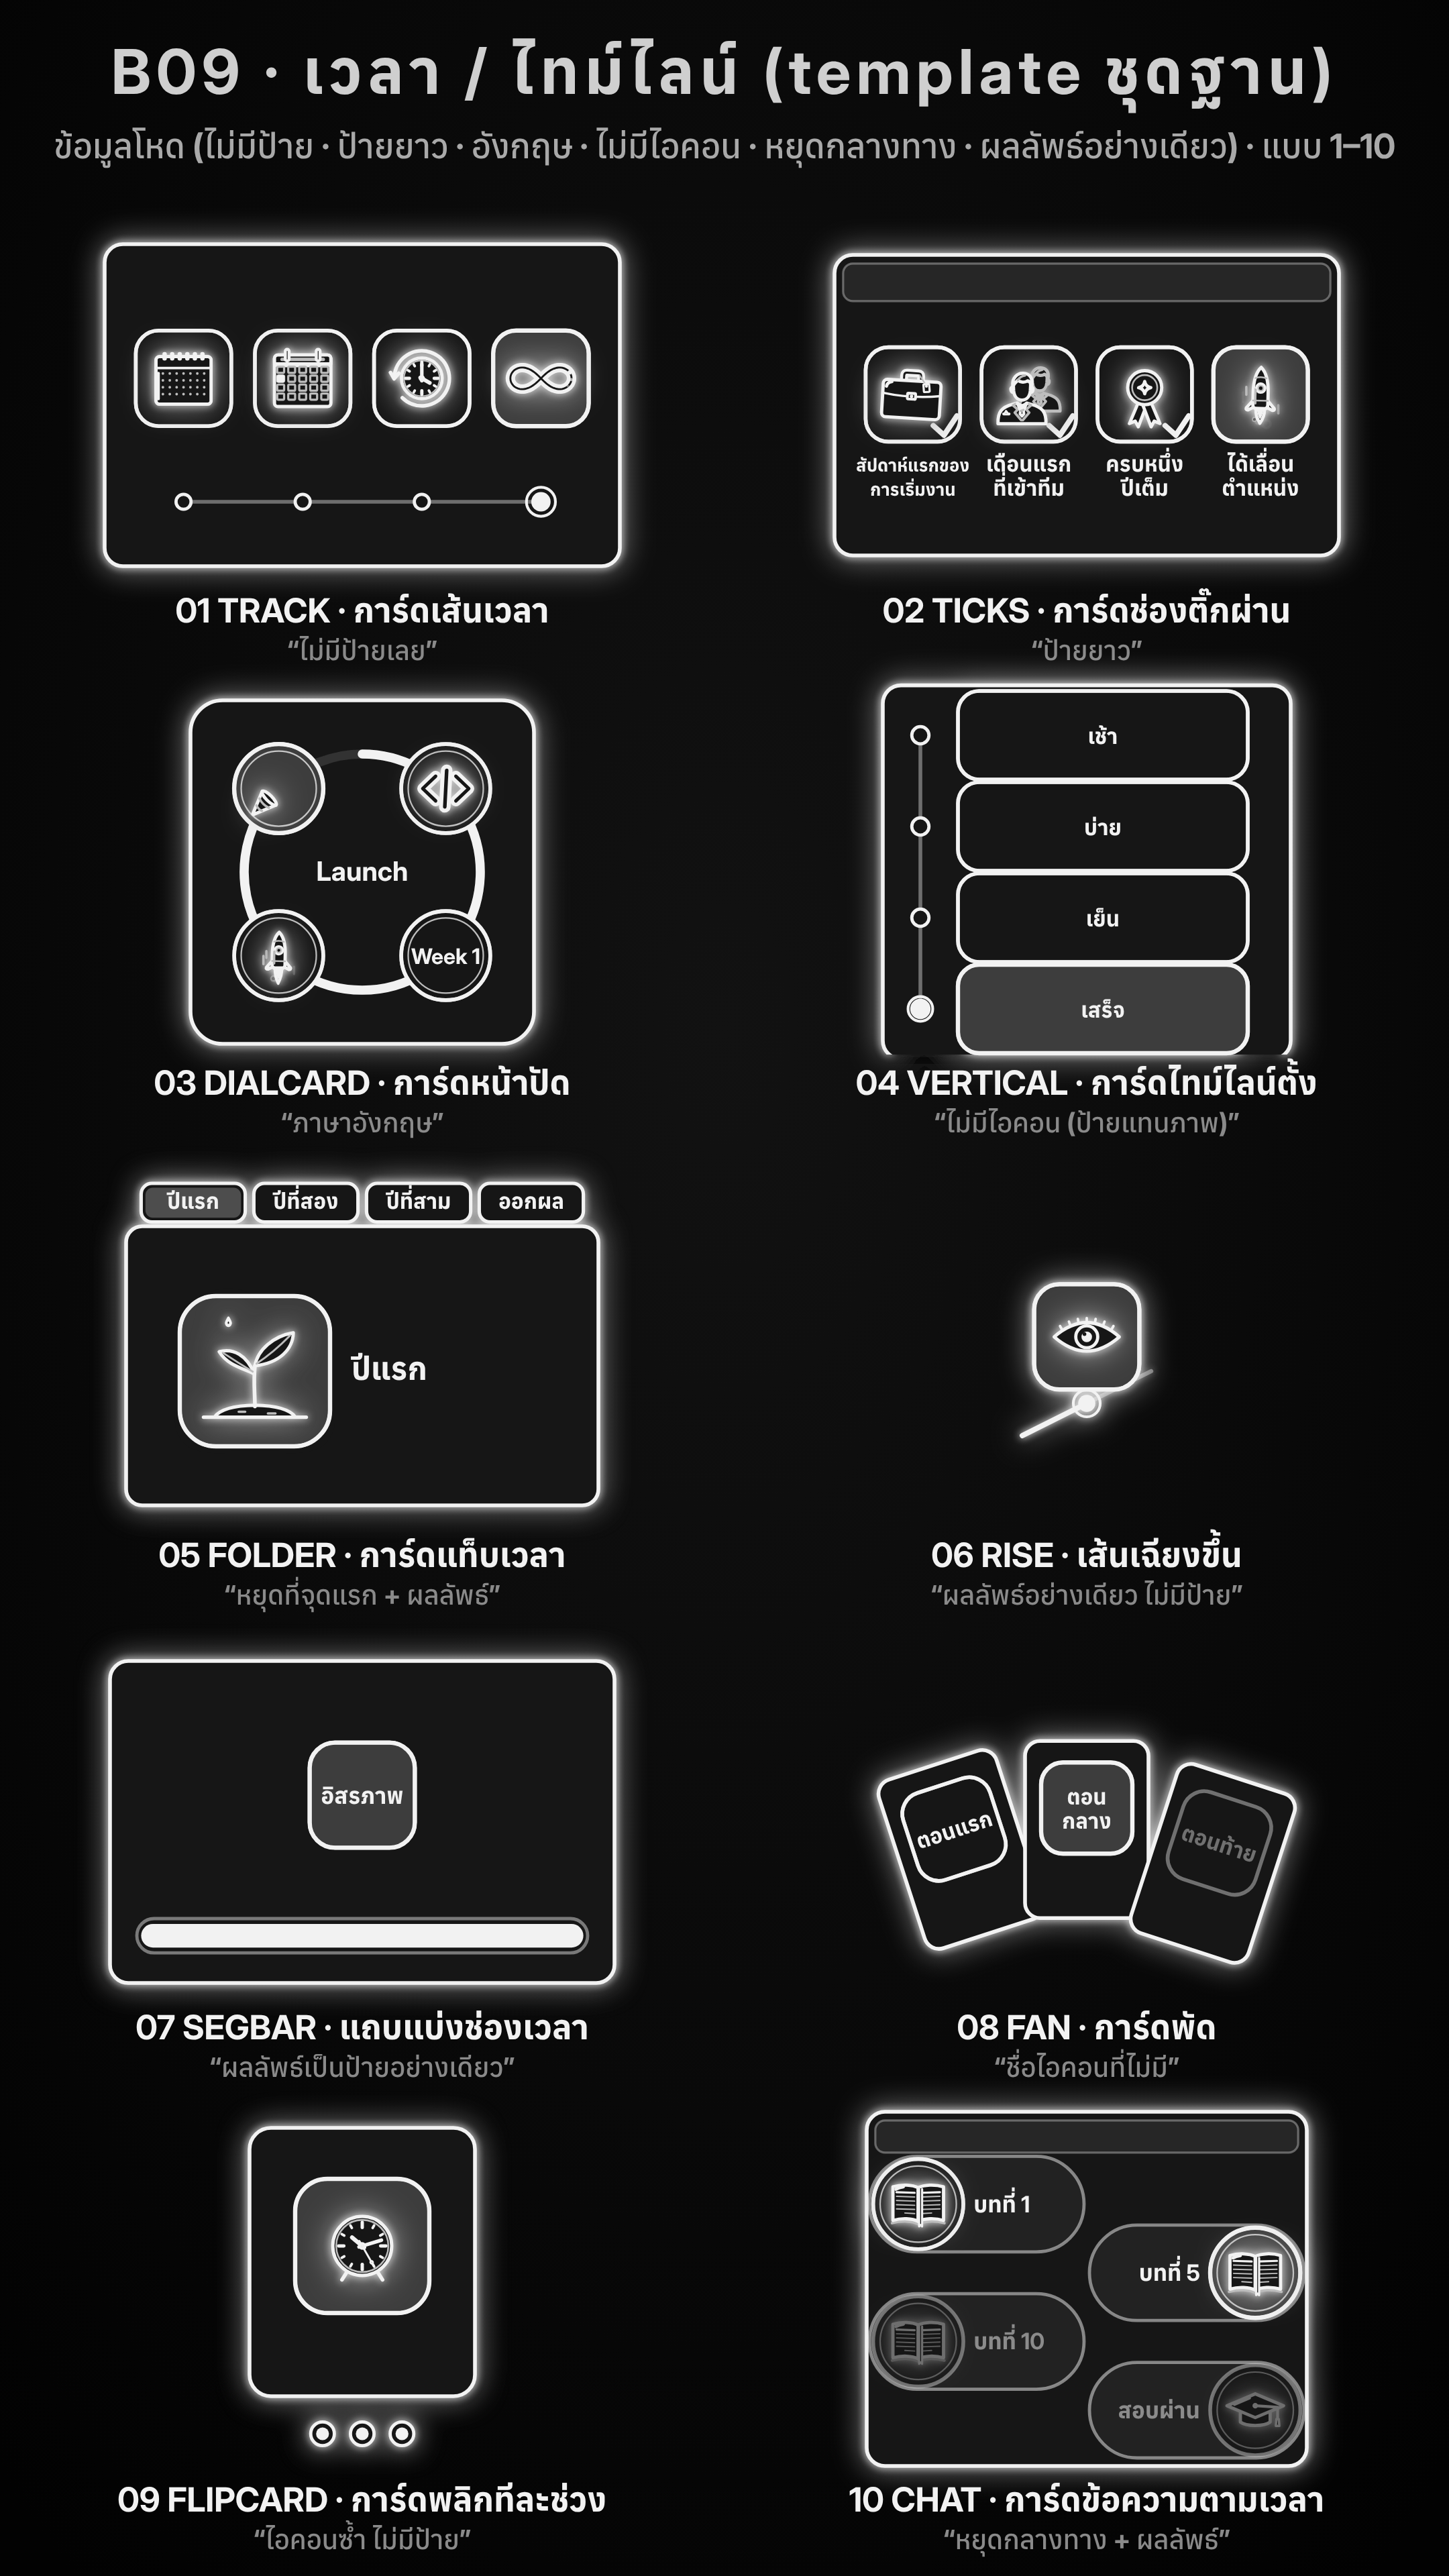 B09 · เวลา / ไทม์ไลน์ (template ชุดฐาน)
ข้อมูลโหด (ไม่มีป้าย · ป้ายยาว · อังกฤษ · ไม่มีไอคอน · หยุดกลางทาง · ผลลัพธ์อย่างเดียว) · แบบ 1–10
01 TRACK · การ์ดเส้นเวลา
“ไม่มีป้ายเลย”
สัปดาห์แรกของ
การเริ่มงาน
เดือนแรก
ที่เข้าทีม
ครบหนึ่ง
ปีเต็ม
ได้เลื่อน
ตำแหน่ง
02 TICKS · การ์ดช่องติ๊กผ่าน
“ป้ายยาว”
Launch
Week 1
03 DIALCARD · การ์ดหน้าปัด
“ภาษาอังกฤษ”
เช้า
บ่าย
เย็น
เสร็จ
04 VERTICAL · การ์ดไทม์ไลน์ตั้ง
“ไม่มีไอคอน (ป้ายแทนภาพ)”
ปีแรก
ปีที่สอง
ปีที่สาม
ออกผล
ปีแรก
05 FOLDER · การ์ดแท็บเวลา
“หยุดที่จุดแรก + ผลลัพธ์”
06 RISE · เส้นเฉียงขึ้น
“ผลลัพธ์อย่างเดียว ไม่มีป้าย”
อิสรภาพ
07 SEGBAR · แถบแบ่งช่องเวลา
“ผลลัพธ์เป็นป้ายอย่างเดียว”
ตอนแรก
ตอน
กลาง
ตอนท้าย
08 FAN · การ์ดพัด
“ชื่อไอคอนที่ไม่มี”
09 FLIPCARD · การ์ดพลิกทีละช่วง
“ไอคอนซ้ำ ไม่มีป้าย”
บทที่ 1
บทที่ 5
บทที่ 10
สอบผ่าน
10 CHAT · การ์ดข้อความตามเวลา
“หยุดกลางทาง + ผลลัพธ์”